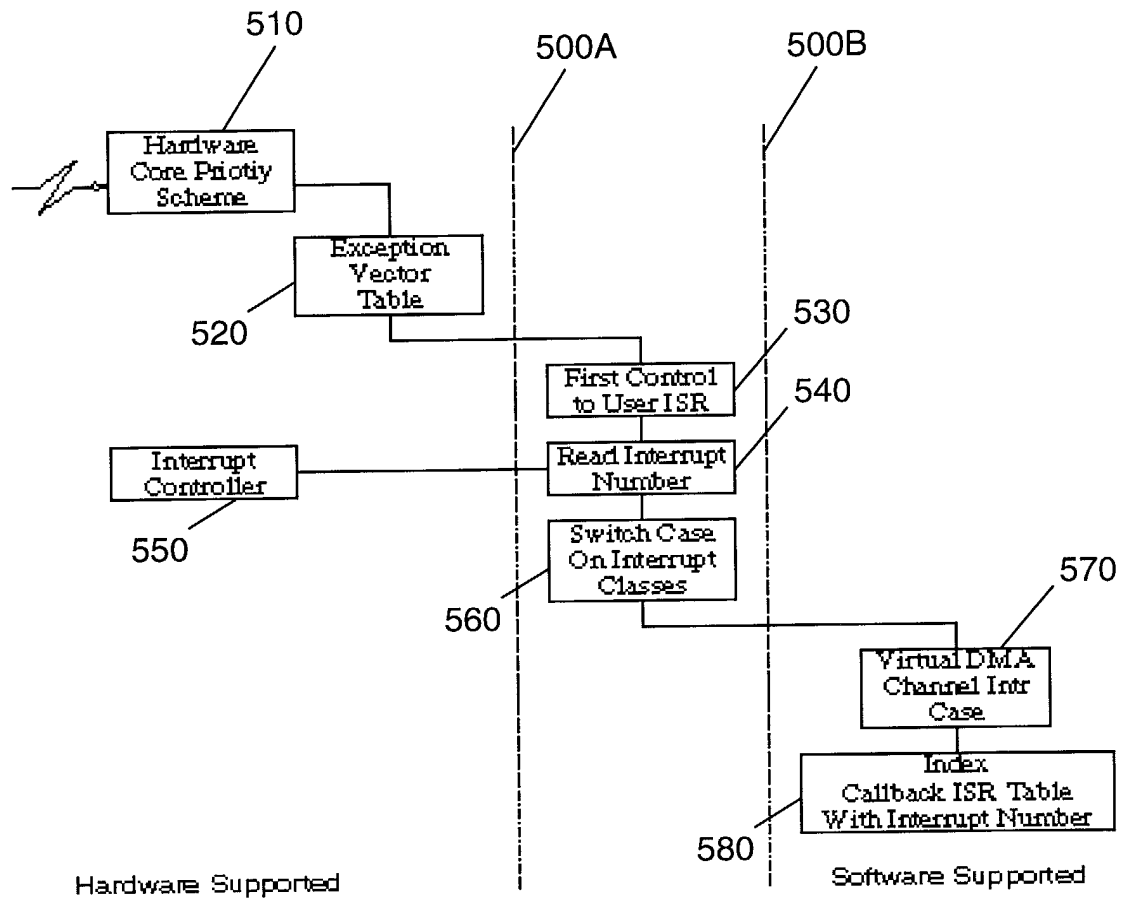 510
500A
500B
Hardware
Core Priotiy
Scheme
Exception
Vector
Table
520
530
First Control
to User ISR
540
Interrupt
Controller
Read Interrupt
Number
550
Switch Case
On Interrupt
Classes
560
570
Virtual DMA
Channel Intr
Case
Index
Callback ISR Table
With Interrupt Number
580
Hardware Supported
Software Supported